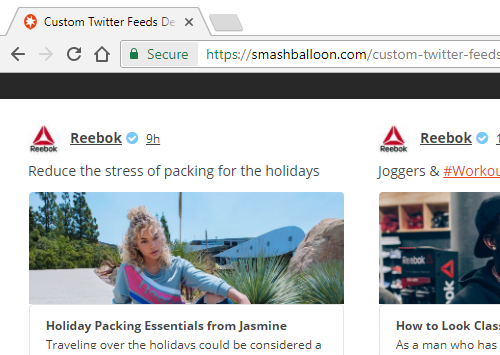 Custom Twitter Feeds De
Secure https://smashballoon.com/custom-twitter-feeds
Reebok 9h
Reebok
Reduce the stress of packing for the holidays
Holiday Packing Essentials from Jasmine
Traveling over the holidays could be considered a
Reebok
Reebok
Joggers & #Workou
Reebok
How to Look Clas
As a man who has